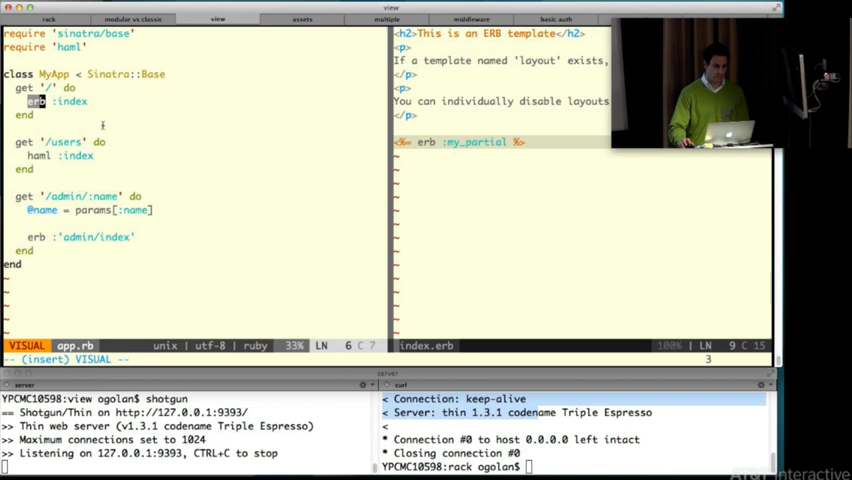 view
rack
modular vs classic
view
assets
multiple
middleware
basic auth
require 'sinatra/base'
require 'haml'
class MyApp < Sinatra::Base
get '/' do
erb :index
end
get '/users' do
haml :index
end
get '/admin/:name' do
@name = params[:name]
erb :'admin/index'
end
end
~
~
~
~
~
VISUAL app.rb unix | utf-8 | ruby 33% LN 6 C 7
-- (insert) VISUAL -- 3
<h2>This is an ERB template</h2>
<p>
If a template named 'layout' exists,
</p>
<p>
You can individually disable layouts
</p>
<%= erb :my_partial %>
~
~
~
~
~
~
~
~
~
~
~
~
~
~
index.erb 100% | LN 9 C 15
server
server
YPCMC10598:view ogolan$ shotgun
== Shotgun/Thin on http://127.0.0.1:9393/
>> Thin web server (v1.3.1 codename Triple Espresso)
>> Maximum connections set to 1024
>> Listening on 127.0.0.1:9393, CTRL+C to stop
curl
< Connection: keep-alive
< Server: thin 1.3.1 codename Triple Espresso
<
* Connection #0 to host 0.0.0.0 left intact
* Closing connection #0
YPCMC10598:rack ogolan$
AT&T Interactive